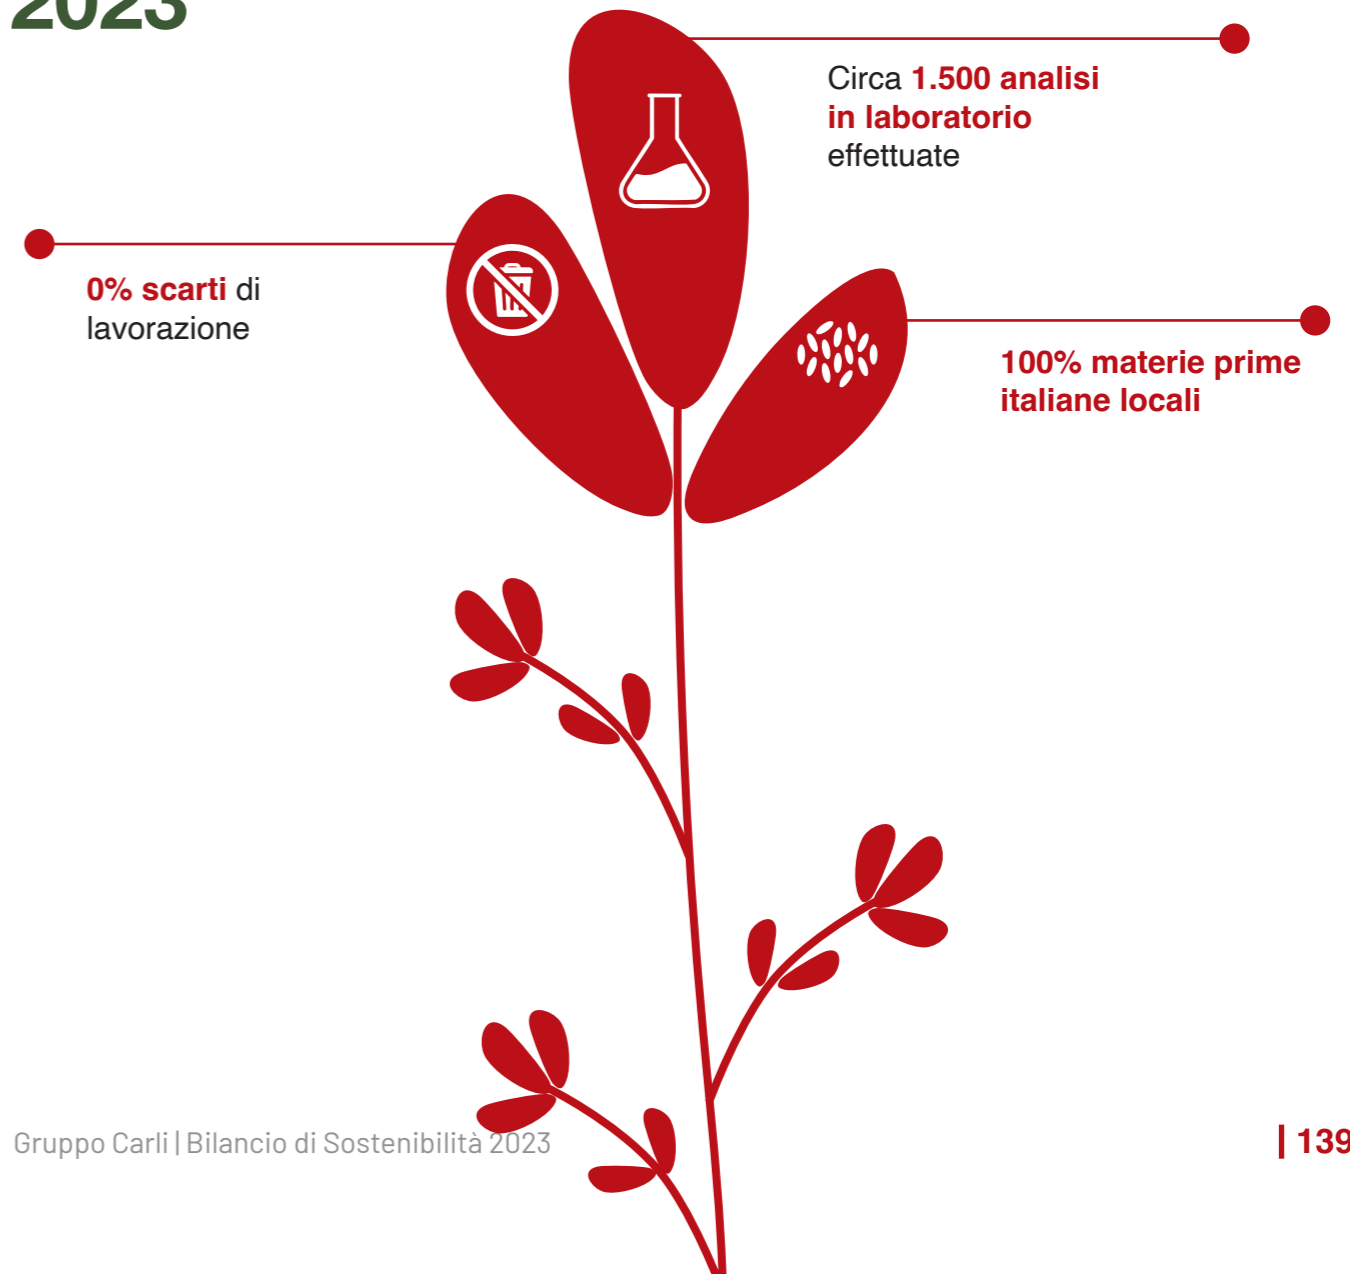 2023
Circa 1.500 analisi
in laboratorio
effettuate
0% scarti di
lavorazione
100% materie prime
italiane locali
Gruppo Carli | Bilancio di Sostenibilità 2023
| 139